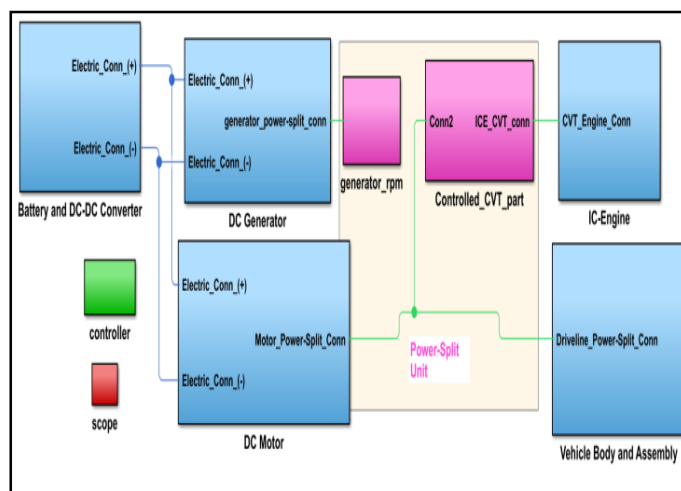 Electric_Conn_(+)
Electric_Conn_(-)
Battery and DC-DC Converter
Electric_Conn_(+)
generator_power-split_conn
Electric_Conn_(-)
DC Generator
generator_rpm
Conn2
ICE_CVT_conn
Controlled_CVT_part
CVT_Engine_Conn
IC-Engine
controller
scope
Electric_Conn_(+)
Motor_Power-Split_Conn
Electric_Conn_(-)
DC Motor
Power-Split
Unit
Driveline_Power-Split_Conn
Vehicle Body and Assembly